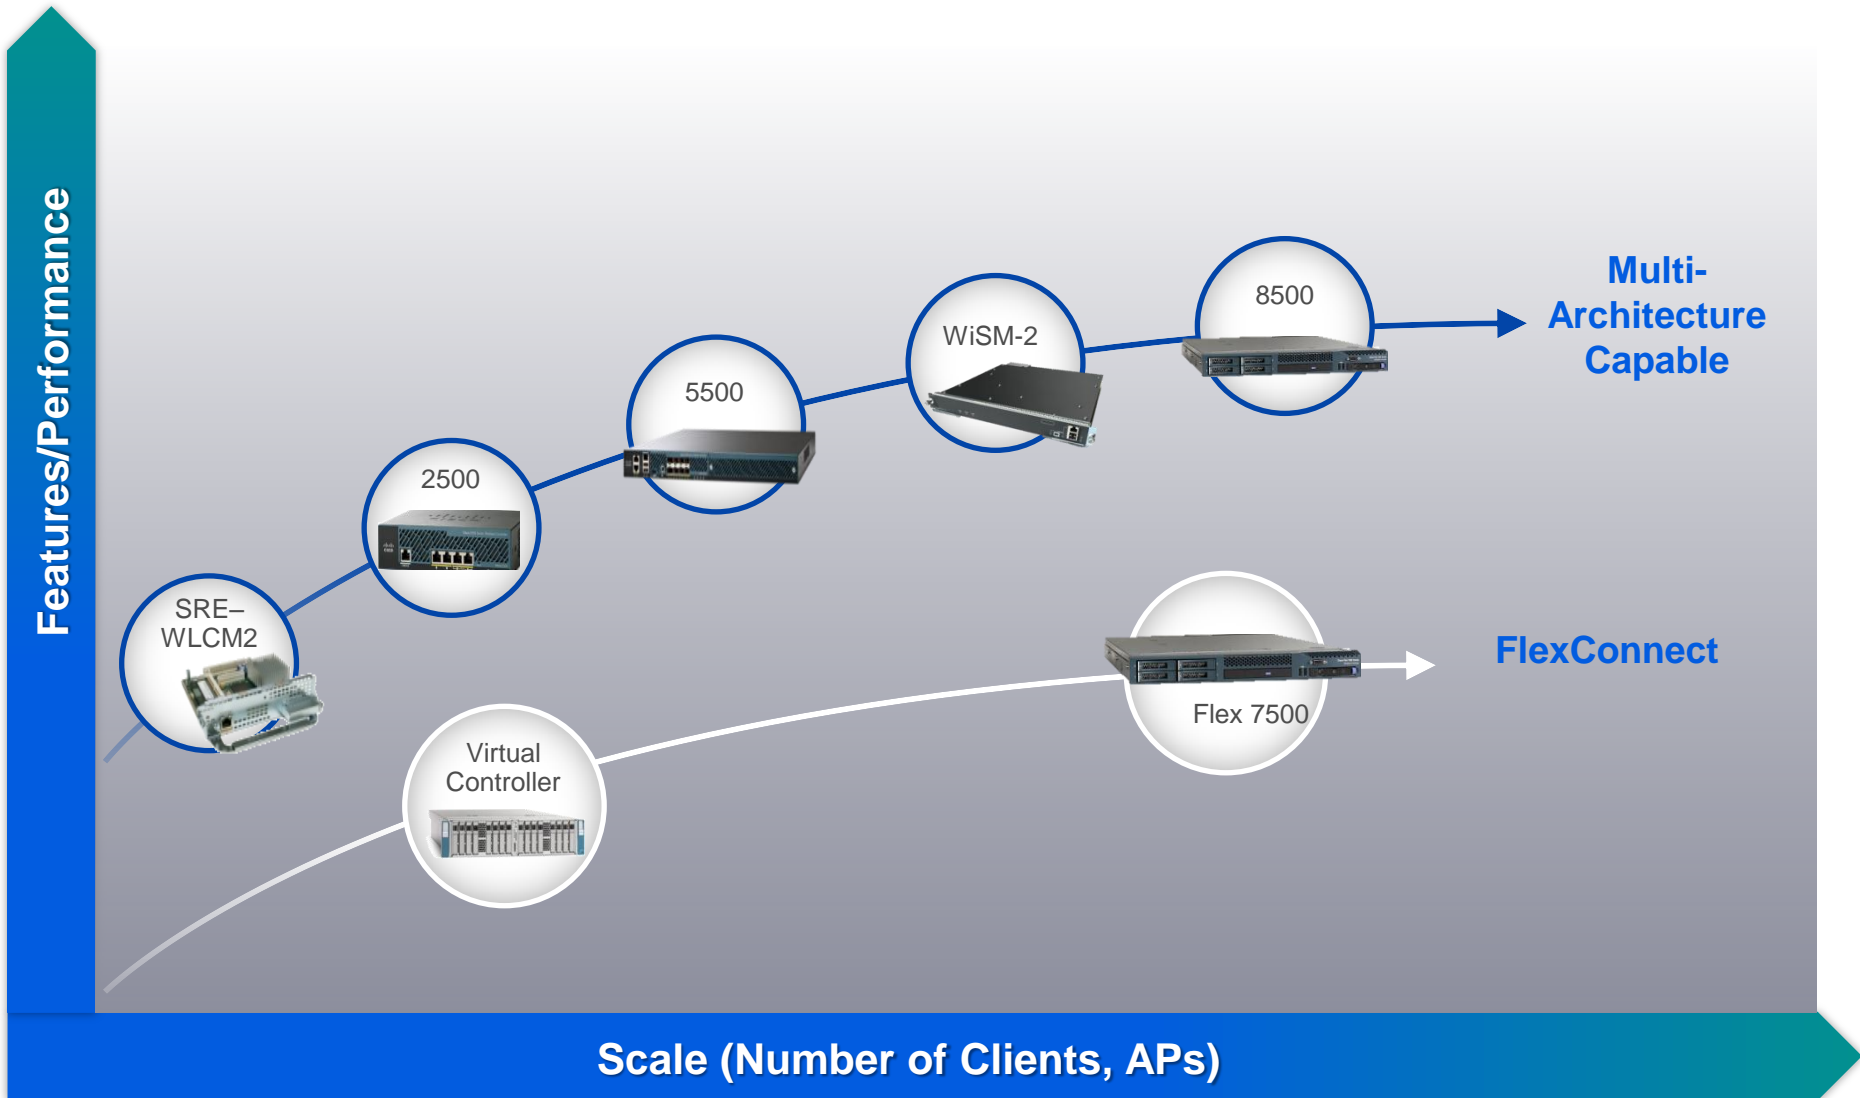 Features/Performance
8500
Multi-
Architecture
Capable
WiSM-2
5500
2500
SRE–
WLCM2
FlexConnect
Flex 7500
Virtual
Controller
Scale (Number of Clients, APs)